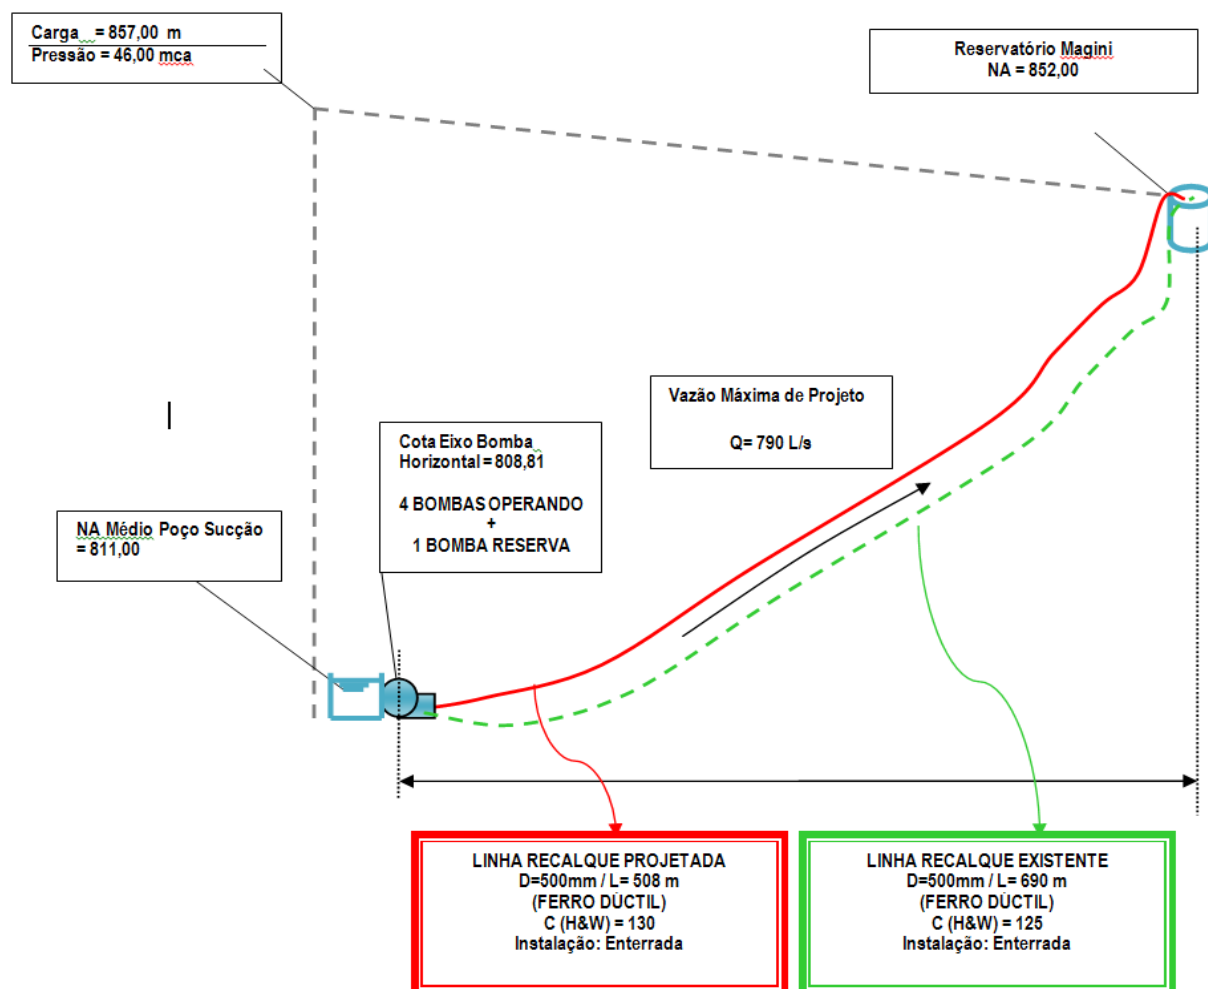 Carga = 857,00 m
Pressão = 46,00 mca
Reservatório Magini
NA = 852,00
Vazão Máxima de Projeto
Q= 790 L/s
Cota Eixo Bomba
Horizontal = 808,81
4 BOMBAS OPERANDO
+
1 BOMBA RESERVA
NA Médio Poço Sucção
= 811,00
LINHA RECALQUE PROJETADA
D=500mm / L= 508 m
(FERRO DÚCTIL)
C (H&W) = 130
Instalação: Enterrada
LINHA RECALQUE EXISTENTE
D=500mm / L= 690 m
(FERRO DÚCTIL)
C (H&W) = 125
Instalação: Enterrada